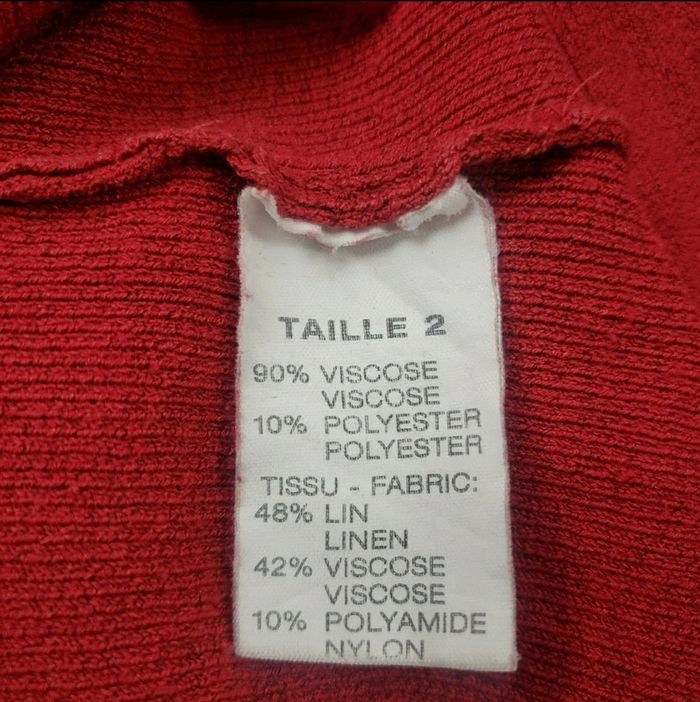 TAILLE 2
90% VISCOSE
VISCOSE
10% POLYESTER
POLYESTER
TISSU - FABRIC:
48% LIN
LINEN
42% VISCOSE
VISCOSE
10% POLYAMIDE
NYLON